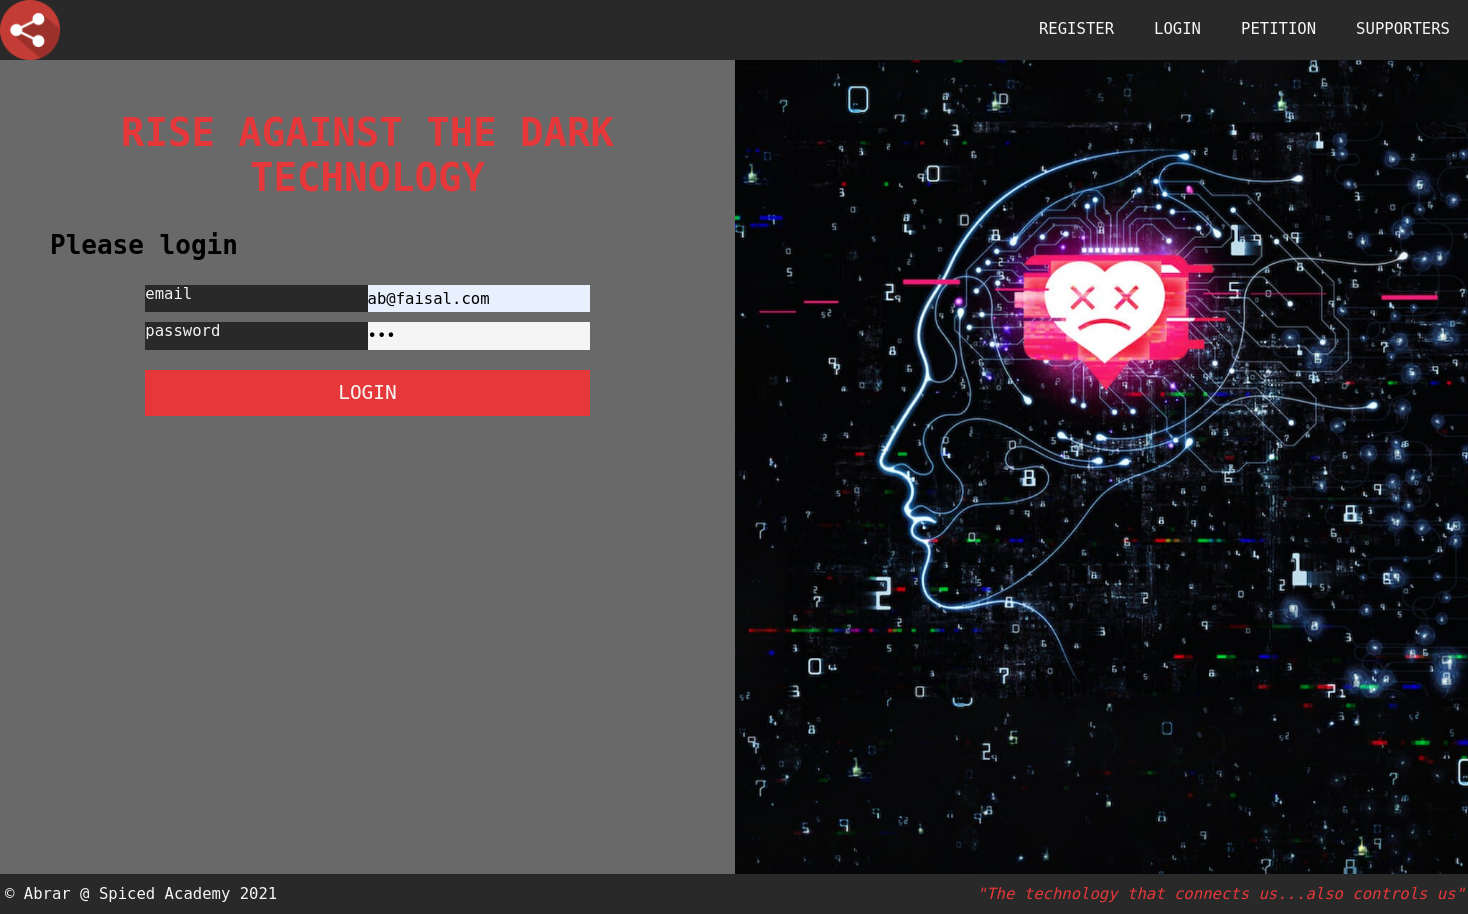 REGISTER LOGIN PETITION SUPPORTERS
RISE AGAINST THE DARK
TECHNOLOGY
Please login
email ab@faisal.com
password •••
LOGIN
© Abrar @ Spiced Academy 2021 "The technology that connects us...also controls us"